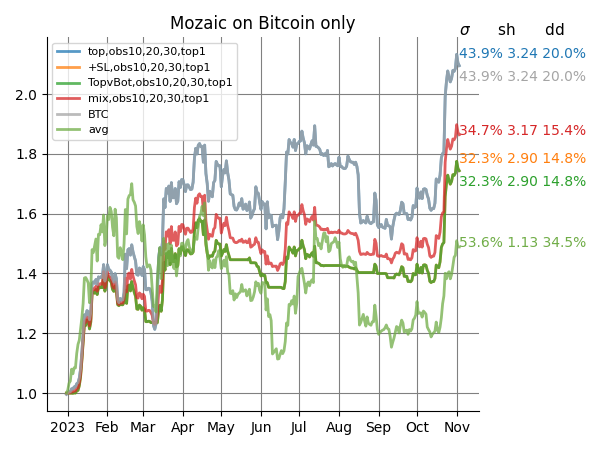 Mozaic on Bitcoin only
σ sh dd
top,obs10,20,30,top1
+SL,obs10,20,30,top1
TopvBot,obs10,20,30,top1
mix,obs10,20,30,top1
BTC
avg
43.9% 3.24 20.0%
43.9% 3.24 20.0%
34.7% 3.17 15.4%
32.3% 2.90 14.8%
32.3% 2.90 14.8%
53.6% 1.13 34.5%
2.0
1.8
1.6
1.4
1.2
1.0
2023 Feb Mar Apr May Jun Jul Aug Sep Oct Nov